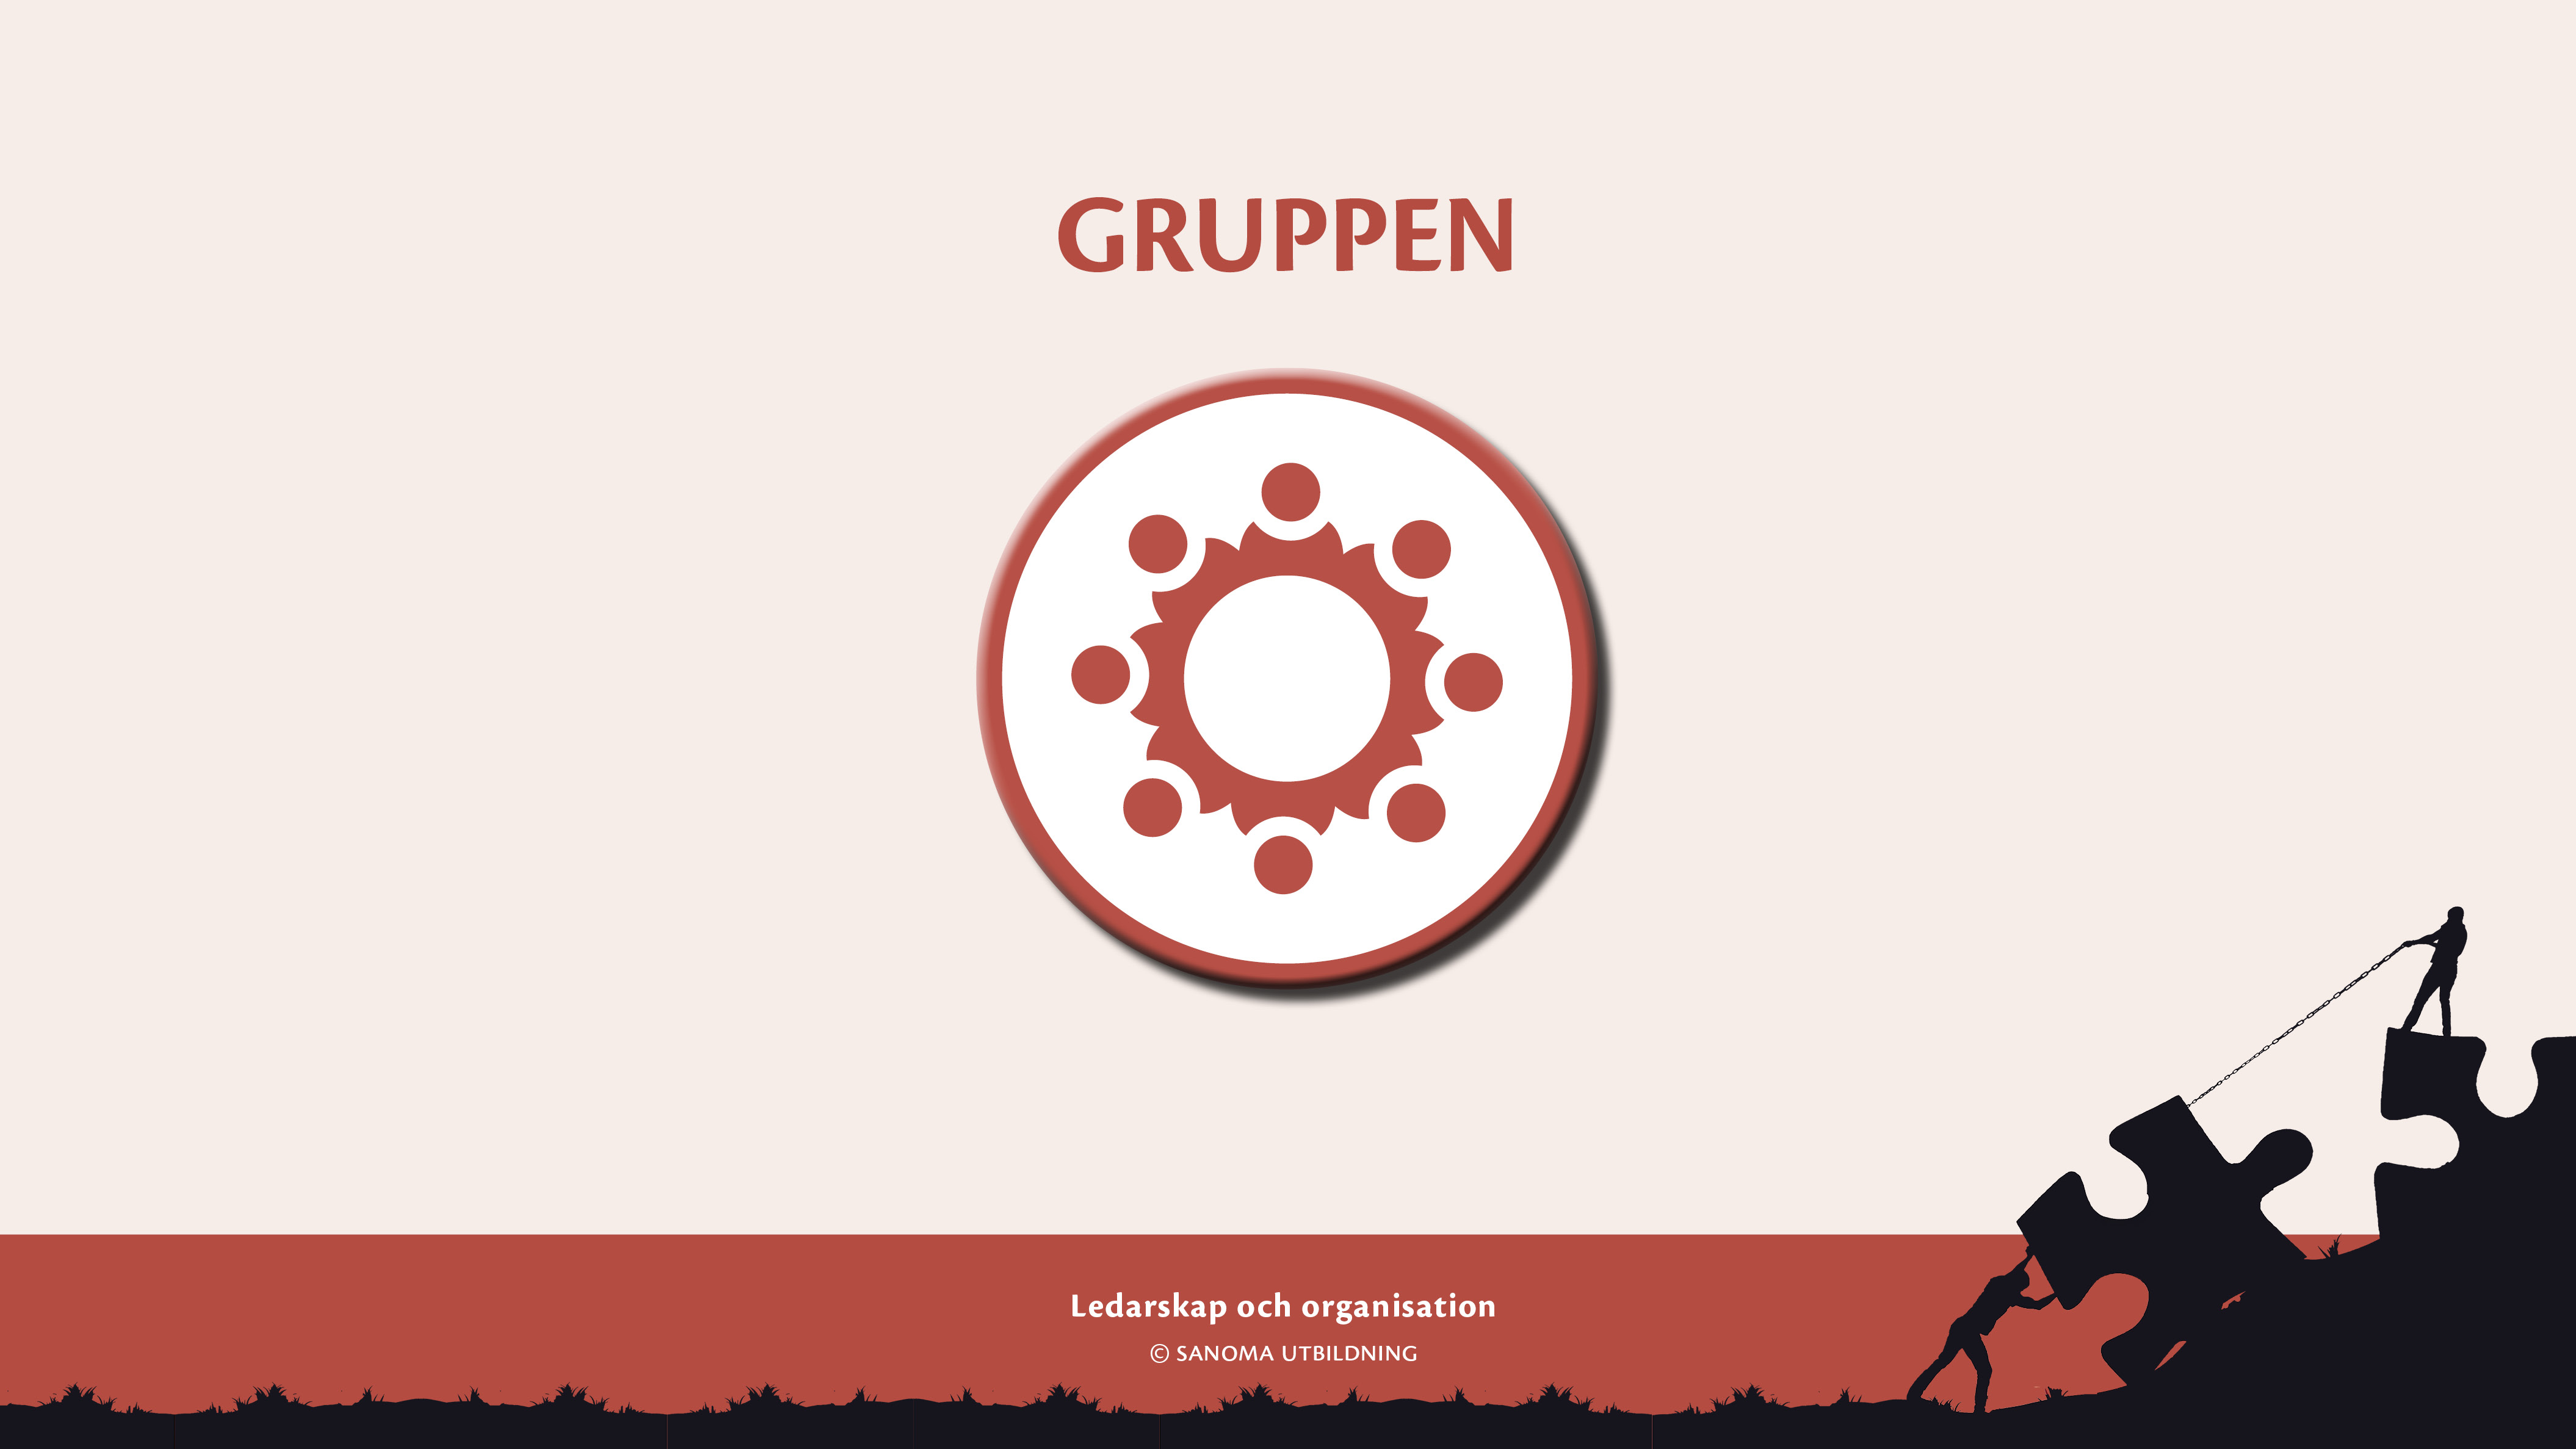 GRUPPEN
Ledarskap och organisation
© SANOMA UTBILDNING